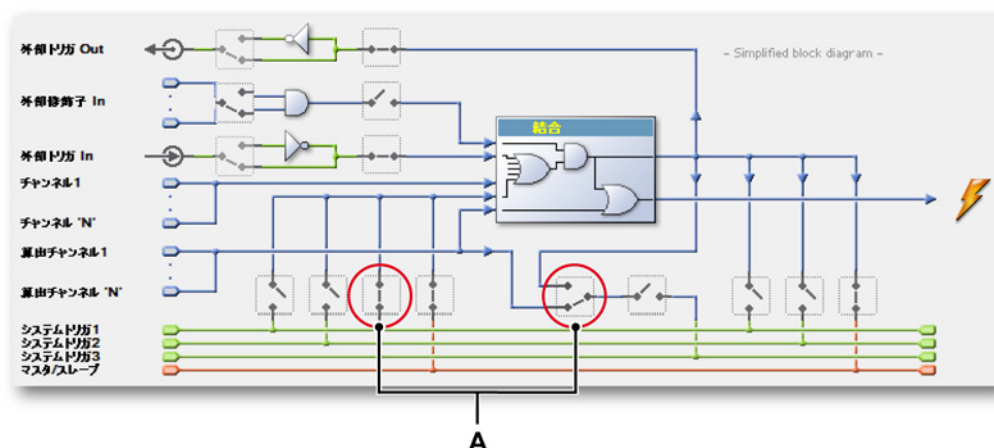 外部トリガ Out
- Simplified block diagram -
外部修飾子 In
結合
外部トリガ In
チャンネル1
チャンネル "N"
算出チャンネル1
算出チャンネル "N"
システムトリガ1
システムトリガ2
システムトリガ3
マスタ/スレーブ
A